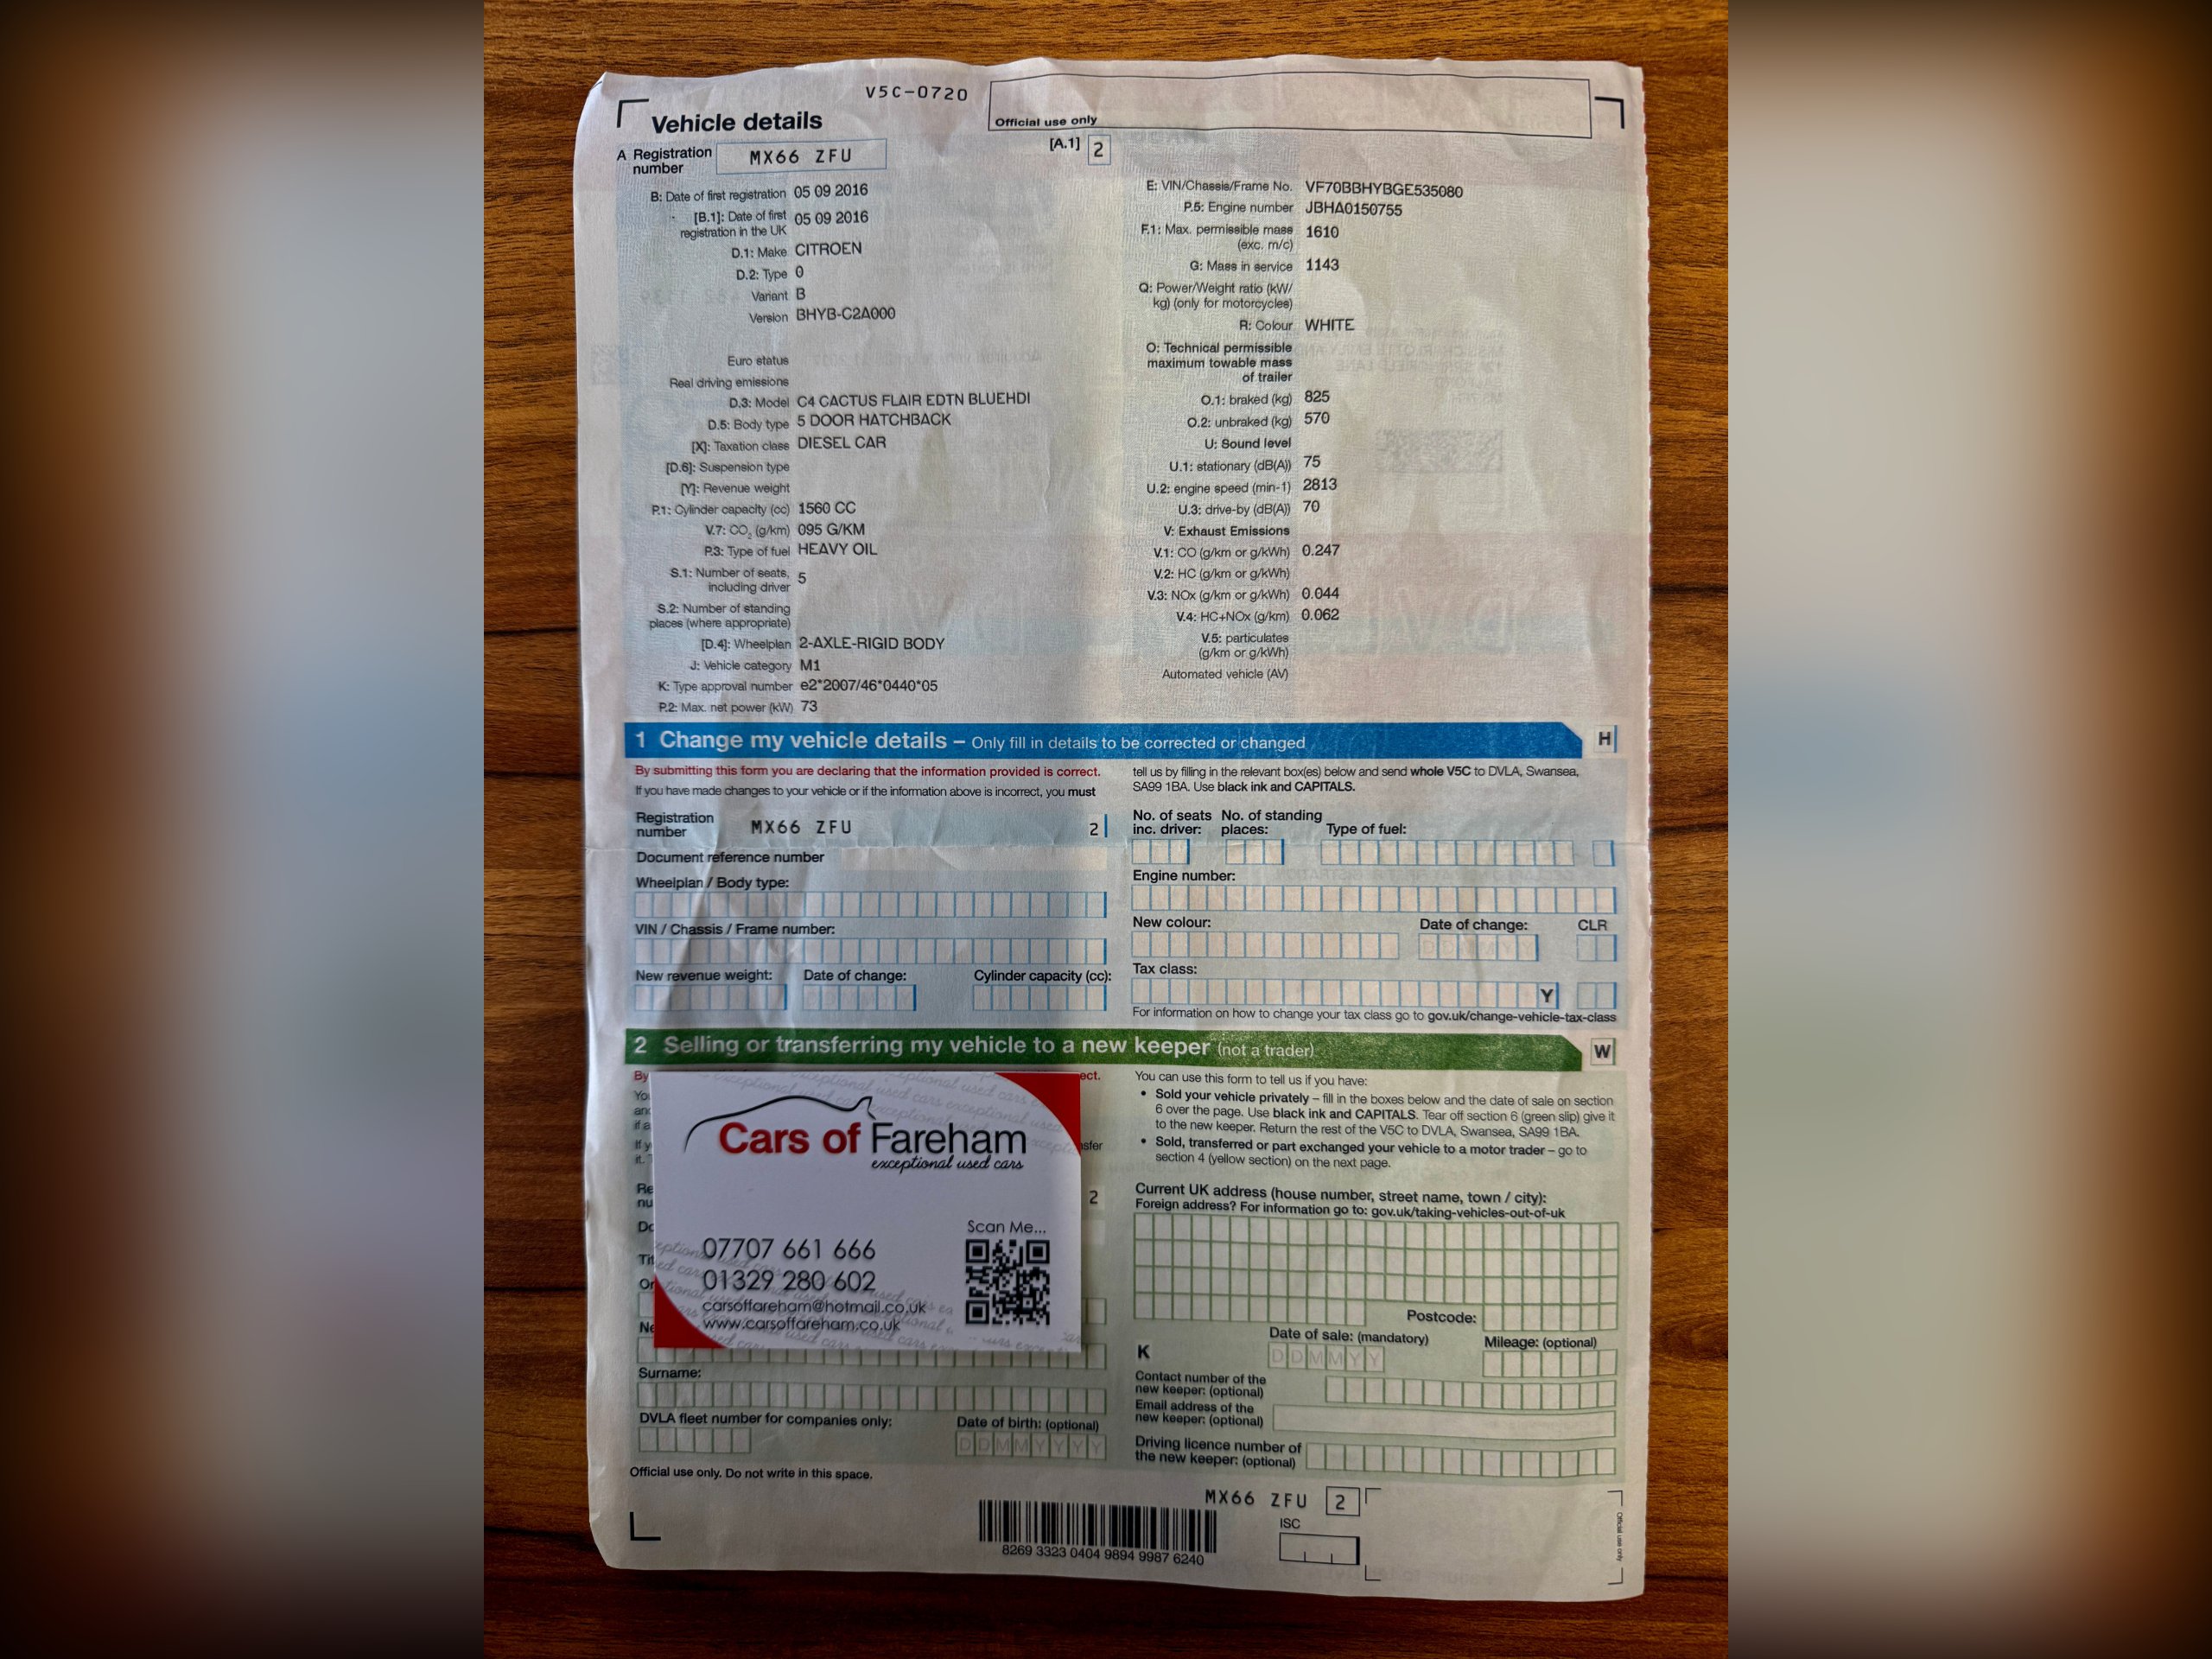 V5C-0720
Official use only
Vehicle details
A Registration number MX66 ZFU
[A.1] 2
B: Date of first registration 05 09 2016
[B.1]: Date of first registration in the UK 05 09 2016
D.1: Make CITROEN
D.2: Type 0
Variant B
Version BHYB-C2A000
Euro status
Real driving emissions
D.3: Model C4 CACTUS FLAIR EDTN BLUEHDI
D.5: Body type 5 DOOR HATCHBACK
[X]: Taxation class DIESEL CAR
[D.6]: Suspension type
[Y]: Revenue weight
P.1: Cylinder capacity (cc) 1560 CC
V.7: CO2 (g/km) 095 G/KM
P.3: Type of fuel HEAVY OIL
S.1: Number of seats, including driver 5
S.2: Number of standing places (where appropriate)
[D.4]: Wheelplan 2-AXLE-RIGID BODY
J: Vehicle category M1
K: Type approval number e2*2007/46*0440*05
P.2: Max. net power (kW) 73
E: VIN/Chassis/Frame No. VF70BBHYBGE535080
P.5: Engine number JBHA0150755
F.1: Max. permissible mass (exc. m/c) 1610
G: Mass in service 1143
Q: Power/Weight ratio (kW/kg) (only for motorcycles)
R: Colour WHITE
O: Technical permissible maximum towable mass of trailer
O.1: braked (kg) 825
O.2: unbraked (kg) 570
U: Sound level
U.1: stationary (dB(A)) 75
U.2: engine speed (min-1) 2813
U.3: drive-by (dB(A)) 70
V: Exhaust Emissions
V.1: CO (g/km or g/kWh) 0.247
V.2: HC (g/km or g/kWh)
V.3: NOx (g/km or g/kWh) 0.044
V.4: HC+NOx (g/km) 0.062
V.5: particulates (g/km or g/kWh)
Automated vehicle (AV)
1 Change my vehicle details – Only fill in details to be corrected or changed
H
By submitting this form you are declaring that the information provided is correct.
If you have made changes to your vehicle or if the information above is incorrect, you must
tell us by filling in the relevant box(es) below and send whole V5C to DVLA, Swansea,
SA99 1BA. Use black ink and CAPITALS.
Registration number MX66 ZFU 2
Document reference number
Wheelplan / Body type:
VIN / Chassis / Frame number:
New revenue weight: Date of change: Cylinder capacity (cc):
No. of seats inc. driver: No. of standing places: Type of fuel:
Engine number:
New colour: Date of change: CLR
Tax class:
Y
For information on how to change your tax class go to gov.uk/change-vehicle-tax-class
2 Selling or transferring my vehicle to a new keeper (not a trader)
W
By
2
Cars of Fareham
exceptional used cars
Scan Me...
07707 661 666
01329 280 602
carsoffareham@hotmail.co.uk
www.carsoffareham.co.uk
Surname:
DVLA fleet number for companies only: Date of birth: (optional)
DDMMYYYY
Official use only. Do not write in this space.
You can use this form to tell us if you have:
• Sold your vehicle privately – fill in the boxes below and the date of sale on section
6 over the page. Use black ink and CAPITALS. Tear off section 6 (green slip) give it
to the new keeper. Return the rest of the V5C to DVLA, Swansea, SA99 1BA.
• Sold, transferred or part exchanged your vehicle to a motor trader – go to
section 4 (yellow section) on the next page.
Current UK address (house number, street name, town / city):
Foreign address? For information go to: gov.uk/taking-vehicles-out-of-uk
Postcode:
Date of sale: (mandatory) Mileage: (optional)
K
DDMMYY
Contact number of the new keeper: (optional)
Email address of the new keeper: (optional)
Driving licence number of the new keeper: (optional)
MX66 ZFU 2
ISC
8269 3323 0404 9894 9987 6240
Official use only